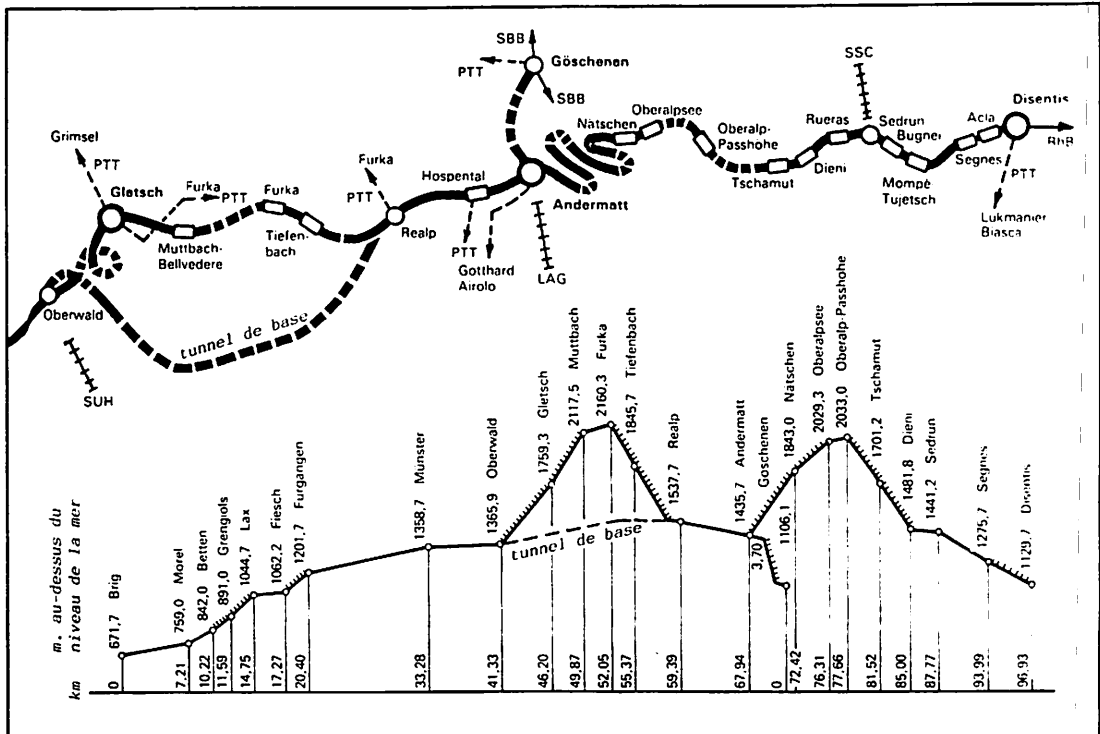 SBB
PTT
Göschenen
SBB
SSC
Grimsel
PTT
Gletsch
Furka
PTT
Muttbach-
Bellvedere
Furka
Tiefen-
bach
Furka
PTT
Realp
Hospental
PTT
Gotthard
Airolo
Andermatt
LAG
Nätschen
Oberalpsee
Oberalp-
Passhöhe
Tschamut
Dieni
Rueras
Sedrun
Bugnei
Mompé
Tujetsch
Segnes
Acla
Disentis
RhB
PTT
Lukmanier
Biasca
Oberwald
SUH
tunnel de base
m. au-dessus du
niveau de la mer
671,7 Brig
759,0 Morel
842,0 Betten
891,0 Grengiols
1044,7 Lax
1062,2 Fiesch
1201,7 Furgangen
1358,7 Münster
1365,9 Oberwald
1759,3 Gletsch
2117,5 Muttbach
2160,3 Furka
1845,7 Tiefenbach
1537,7 Realp
1435,7 Andermatt
1106,1 Goschenen
1843,0 Nätschen
2029,3 Oberalpsee
2033,0 Oberalp-Passhohe
1701,2 Tschamut
1481,8 Dieni
1441,2 Sedrun
1275,7 Segnes
1129,7 Disentis
tunnel de base
3,70
km
0
7,21
10,22
11,59
14,75
17,27
20,40
33,28
41,33
46,20
49,87
52,05
55,37
59,39
67,94
0
72,42
76,31
77,66
81,52
85,00
87,77
93,99
96,93